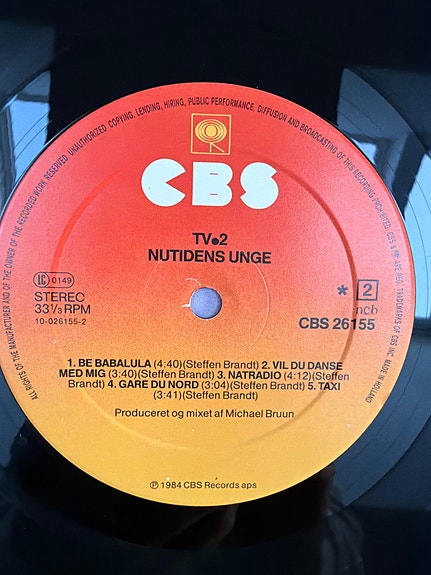 ALL RIGHTS OF THE MANUFACTURER AND OF THE OWNER OF THE RECORDED WORK RESERVED. UNAUTHORIZED COPYING, LENDING, HIRING, PUBLIC PERFORMANCE, DIFFUSION AND BROADCASTING OF THIS RECORDING PROHIBITED. CBS & ARE REG. TRADEMARKS OF CBS INC. MADE IN HOLLAND
CBS
TV●2
NUTIDENS UNGE
LC 0149
STEREO
33⅓ RPM
10-026155-2
* 2
ncb
CBS 26155
1. BE BABALULA (4:40)(Steffen Brandt) 2. VIL DU DANSE
MED MIG (3:40)(Steffen Brandt) 3. NATRADIO (4:12)(Steffen
Brandt) 4. GARE DU NORD (3:04)(Steffen Brandt) 5. TAXI
(3:41)(Steffen Brandt)
Produceret og mixet af Michael Bruun
℗ 1984 CBS Records aps